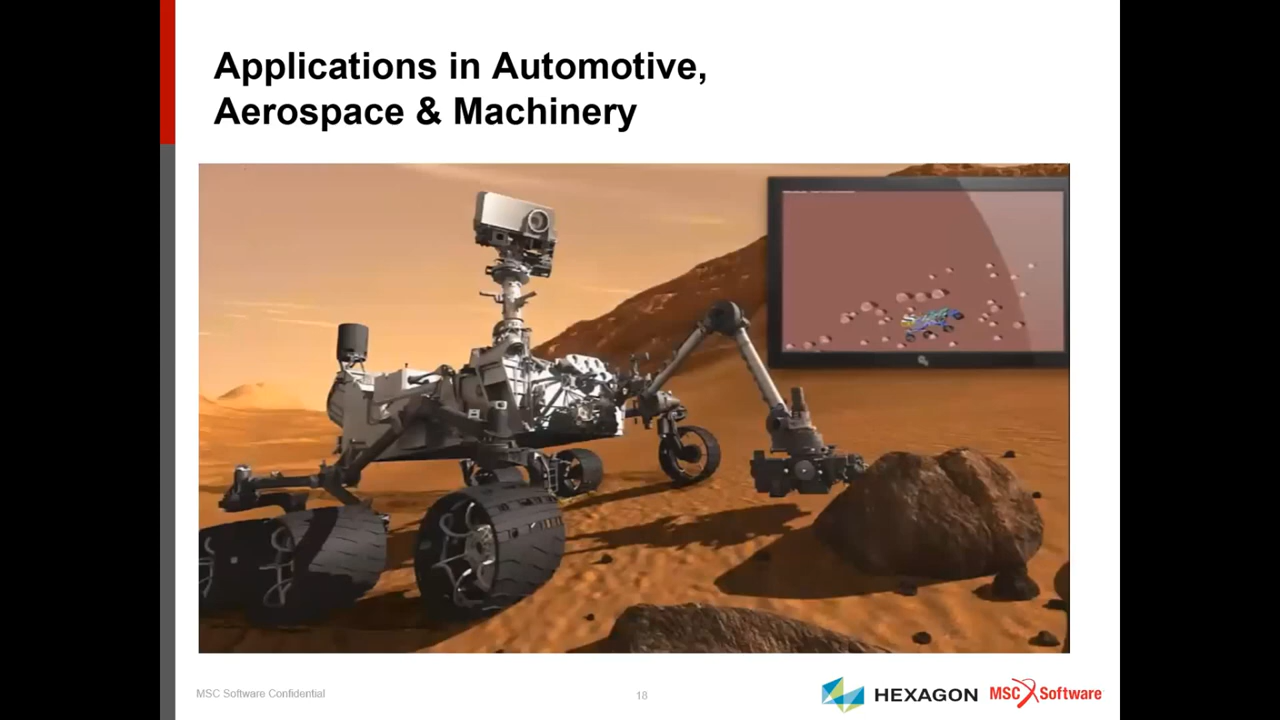 Applications in Automotive,
Aerospace & Machinery
MSC Software Confidential
18
HEXAGON
MSC Software